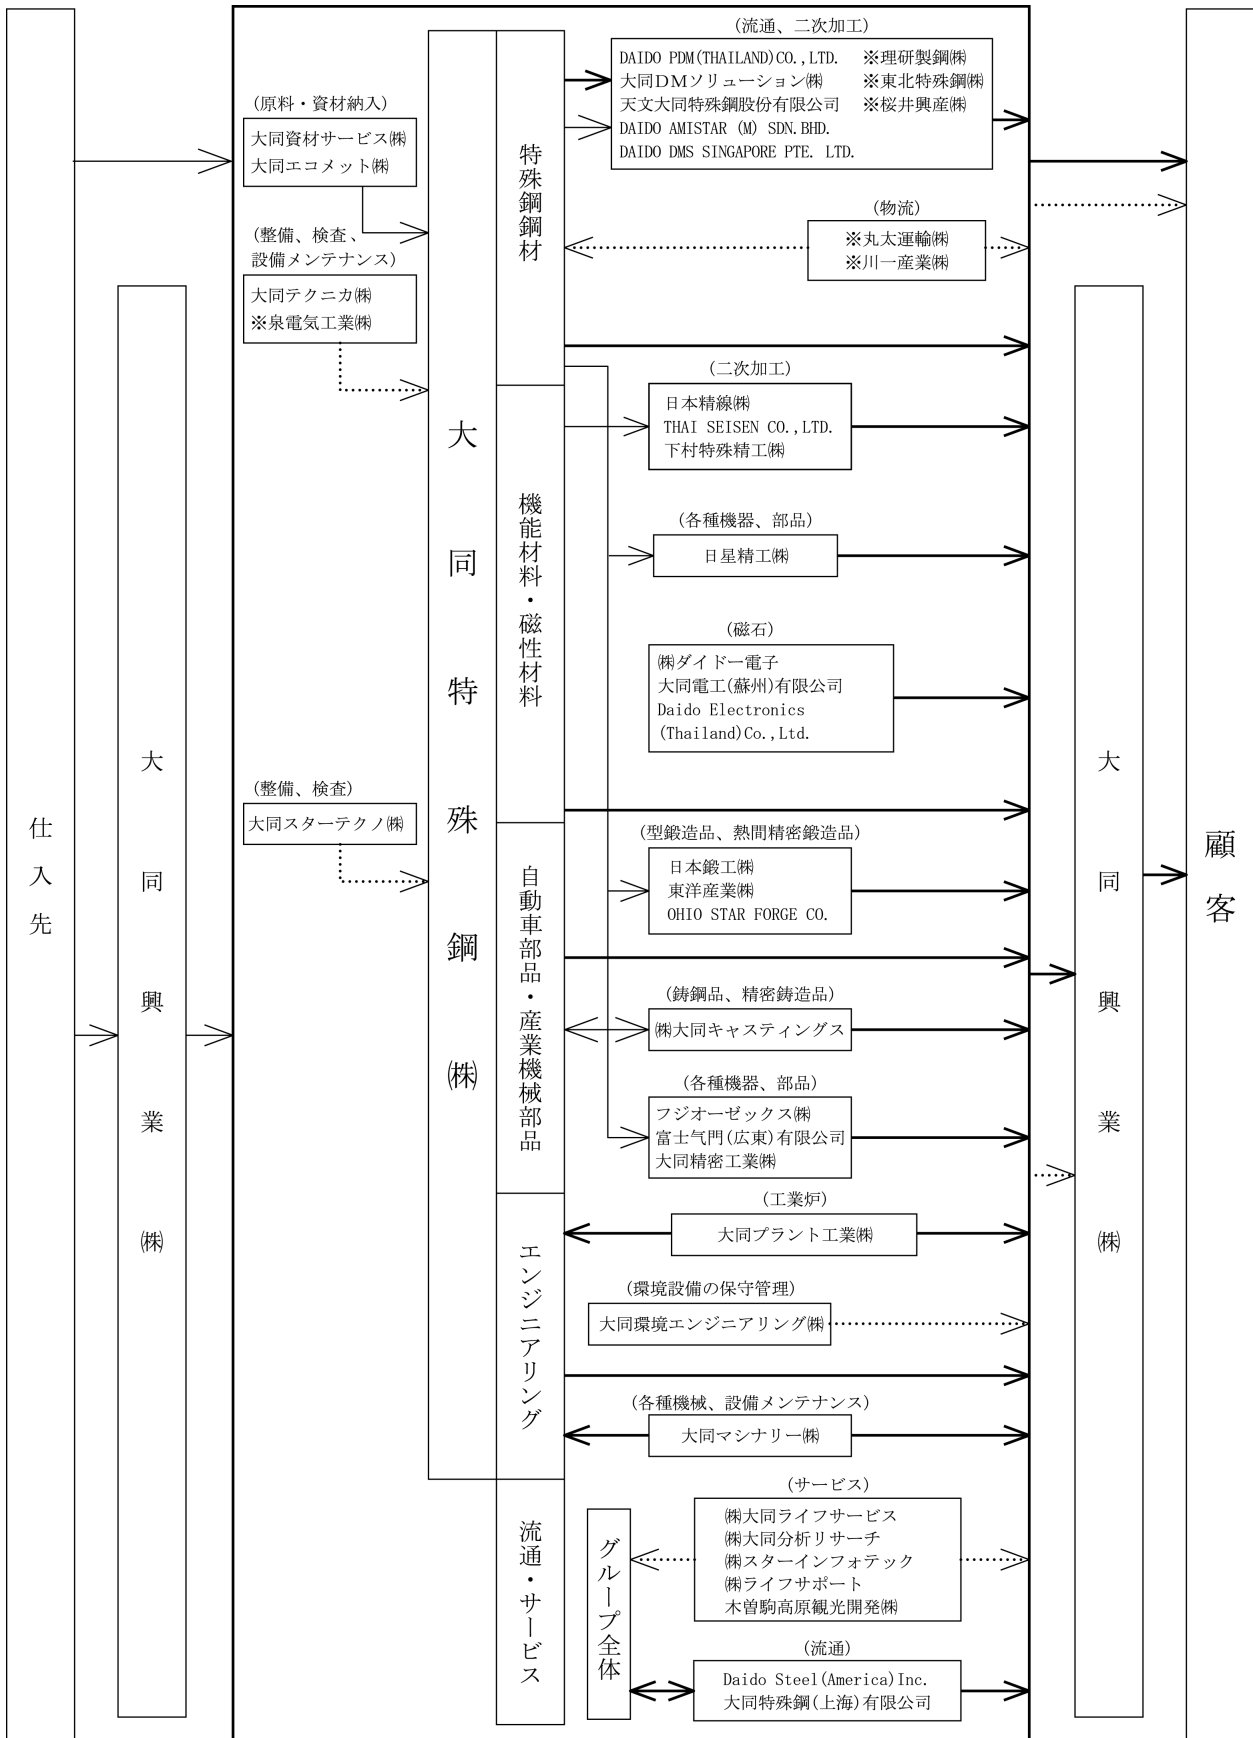 仕入先
大同興業㈱
(原料・資材納入)
大同資材サービス㈱
大同エコメット㈱
(整備、検査、
設備メンテナンス)
大同テクニカ㈱
※泉電気工業㈱
(整備、検査)
大同スターテクノ㈱
大同特殊鋼㈱
特殊鋼鋼材
(流通、二次加工)
DAIDO PDM(THAILAND)CO.,LTD. ※理研製鋼㈱
大同DMソリューション㈱ ※東北特殊鋼㈱
天文大同特殊鋼股份有限公司 ※桜井興産㈱
DAIDO AMISTAR (M) SDN.BHD.
DAIDO DMS SINGAPORE PTE. LTD.
(物流)
※丸太運輸㈱
※川一産業㈱
機能材料・磁性材料
(二次加工)
日本精線㈱
THAI SEISEN CO.,LTD.
下村特殊精工㈱
(各種機器、部品)
日星精工㈱
(磁石)
㈱ダイドー電子
大同電工(蘇州)有限公司
Daido Electronics
(Thailand)Co.,Ltd.
自動車部品・産業機械部品
(型鍛造品、熱間精密鍛造品)
日本鍛工㈱
東洋産業㈱
OHIO STAR FORGE CO.
(鋳鋼品、精密鋳造品)
㈱大同キャスティングス
(各種機器、部品)
フジオーゼックス㈱
富士气門(広東)有限公司
大同精密工業㈱
エンジニアリング
(工業炉)
大同プラント工業㈱
(環境設備の保守管理)
大同環境エンジニアリング㈱
(各種機械、設備メンテナンス)
大同マシナリー㈱
流通・サービス
グループ全体
(サービス)
㈱大同ライフサービス
㈱大同分析リサーチ
㈱スターインフォテック
㈱ライフサポート
木曽駒高原観光開発㈱
(流通)
Daido Steel(America)Inc.
大同特殊鋼(上海)有限公司
大同興業㈱
顧客